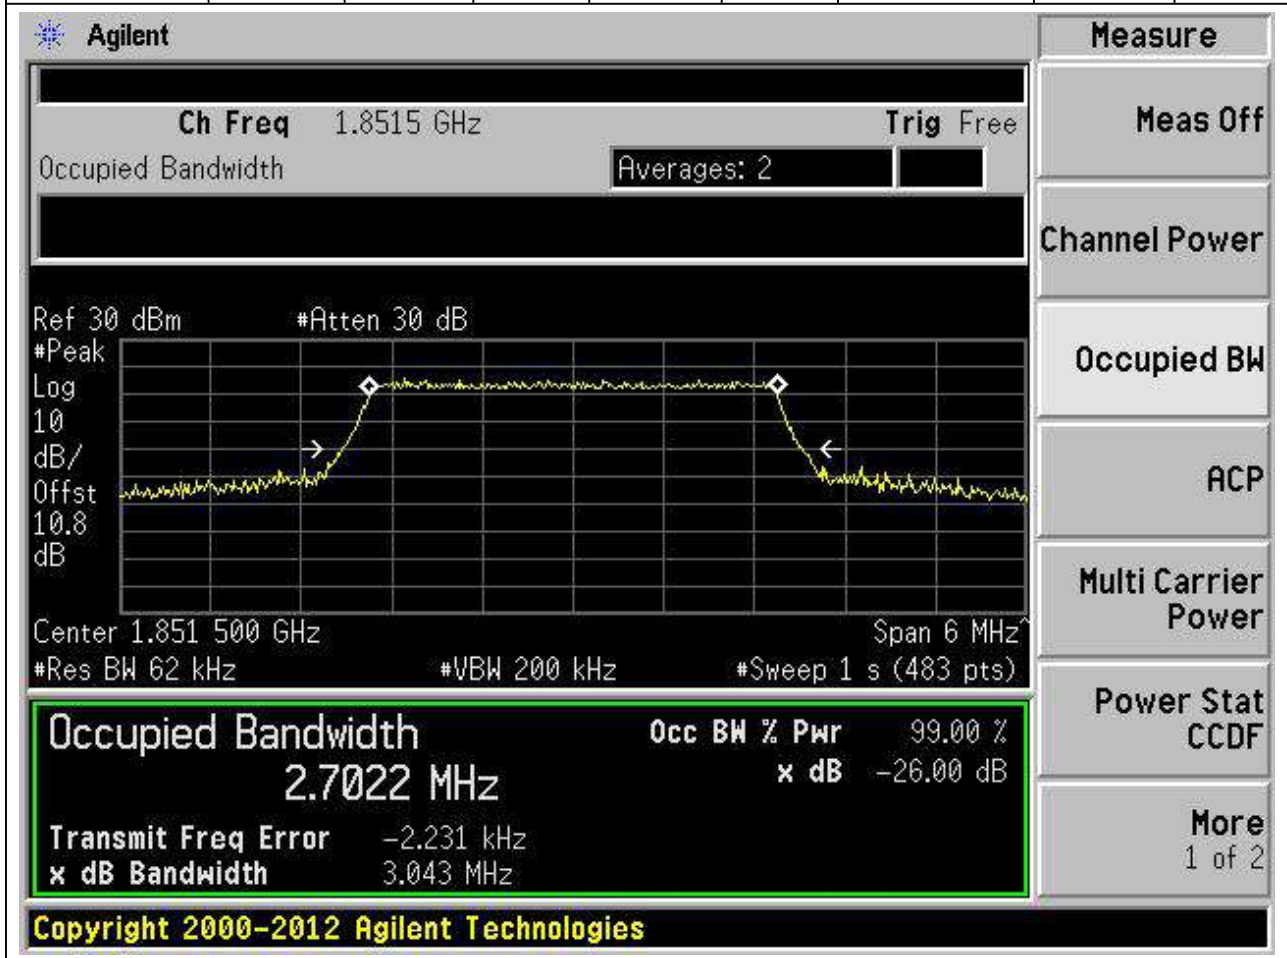 Agilent
Measure
Ch Freq 1.8515 GHz Trig Free
Meas Off
Occupied Bandwidth Averages: 2
Channel Power
Ref 30 dBm #Atten 30 dB
#Peak
Log
10
dB/
Offst
10.8
dB
Occupied BW
ACP
Center 1.851 500 GHz Span 6 MHz^
#Res BW 62 kHz #VBW 200 kHz #Sweep 1 s (483 pts)
Multi Carrier
Power
Occupied Bandwidth Occ BW % Pwr 99.00 %
2.7022 MHz x dB -26.00 dB
Power Stat
CCDF
Transmit Freq Error -2.231 kHz
x dB Bandwidth 3.043 MHz
More
1 of 2
Copyright 2000-2012 Agilent Technologies